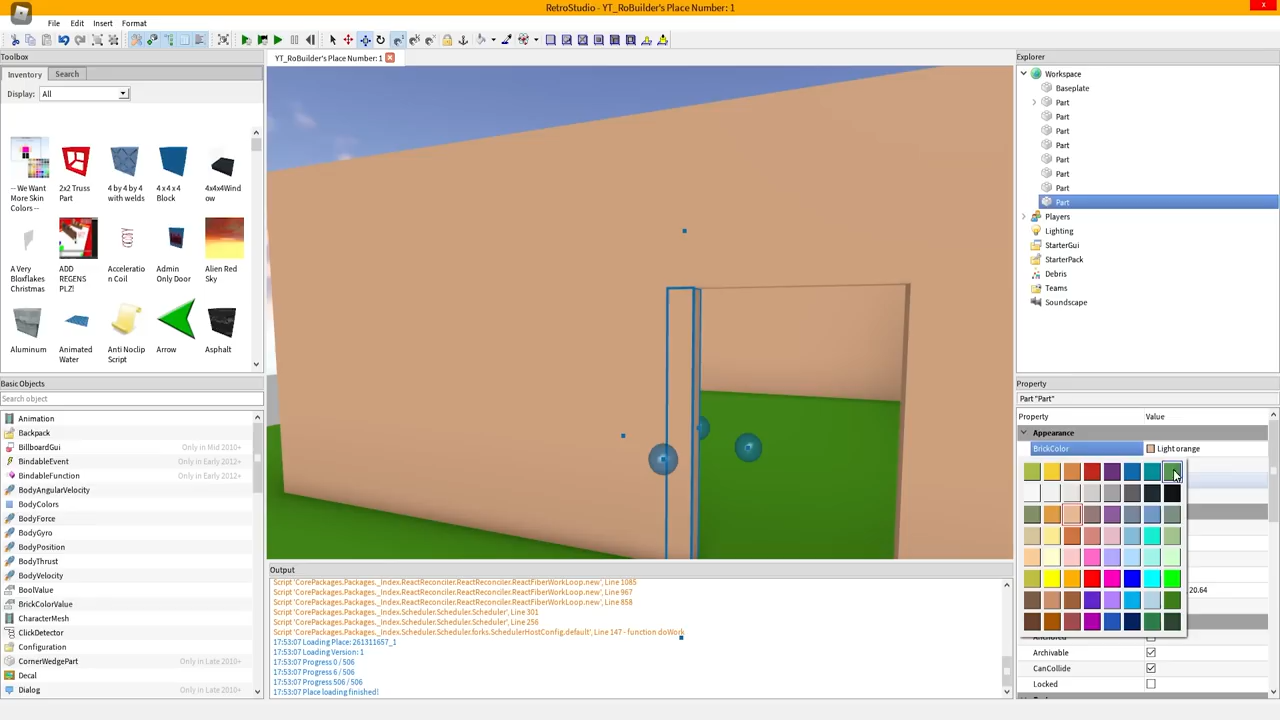 RetroStudio - YT_RoBuilder's Place Number: 1
x
File Edit Insert Format
Toolbox
Inventory Search
Display: All
-- We Want More Skin Colors --
2x2 Truss Part
4 by 4 by 4 with welds
4 x 4 x 4 Block
4x4x4Window
A Very Bloxflakes Christmas
ADD REGENS PLZ!
Acceleration Coil
Admin Only Door
Alien Red Sky
Aluminum
Animated Water
Anti Noclip Script
Arrow
Asphalt
Basic Objects
Search object
Animation
Backpack
BillboardGui Only in Mid 2010+
BindableEvent Only in Early 2012+
BindableFunction Only in Early 2012+
BodyAngularVelocity
BodyColors
BodyForce
BodyGyro
BodyPosition
BodyThrust
BodyVelocity
BoolValue
BrickColorValue
CharacterMesh
ClickDetector
Configuration
CornerWedgePart Only in Late 2010+
Decal
Dialog Only in Late 2010+
YT_RoBuilder's Place Number: 1 x
Output
Script 'CorePackages.Packages._Index.ReactReconciler.ReactReconciler.ReactFiberWorkLoop.new', Line 1085
Script 'CorePackages.Packages._Index.ReactReconciler.ReactReconciler.ReactFiberWorkLoop.new', Line 967
Script 'CorePackages.Packages._Index.ReactReconciler.ReactReconciler.ReactFiberWorkLoop.new', Line 858
Script 'CorePackages.Packages._Index.Scheduler.Scheduler.Scheduler', Line 301
Script 'CorePackages.Packages._Index.Scheduler.Scheduler.Scheduler', Line 256
Script 'CorePackages.Packages._Index.Scheduler.Scheduler.forks.SchedulerHostConfig.default', Line 147 - function doWork
17:53:07 Loading Place: 261311657_1
17:53:07 Loading Version: 1
17:53:07 Progress 0 / 506
17:53:07 Progress 6 / 506
17:53:07 Progress 506 / 506
17:53:07 Place loading finished!
Explorer
Workspace
Baseplate
Part
Part
Part
Part
Part
Part
Part
Part
Players
Lighting
StarterGui
StarterPack
Debris
Teams
Soundscape
Property
Part "Part"
Property Value
Appearance
BrickColor Light orange
20.64
Archivable
CanCollide
Locked